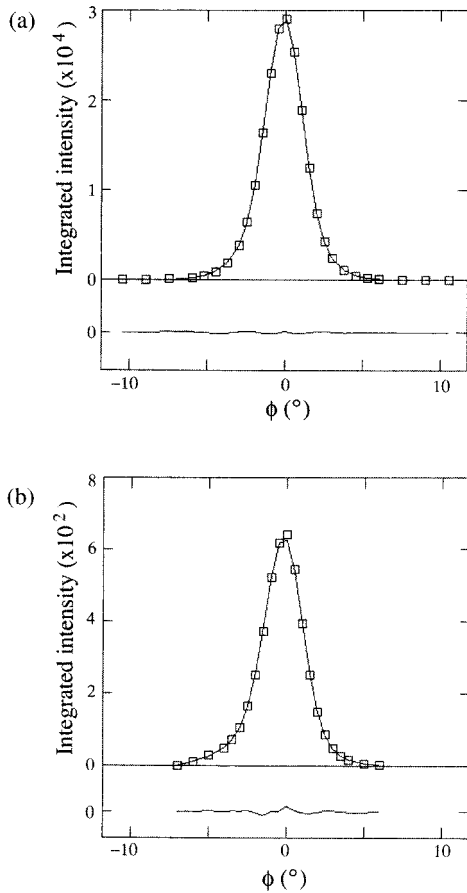 (a)
Integrated intensity (x10⁴)
3
2
1
0
0
−10
0
10
ϕ (°)
(b)
Integrated intensity (x10²)
8
6
4
2
0
0
−10
0
10
ϕ (°)